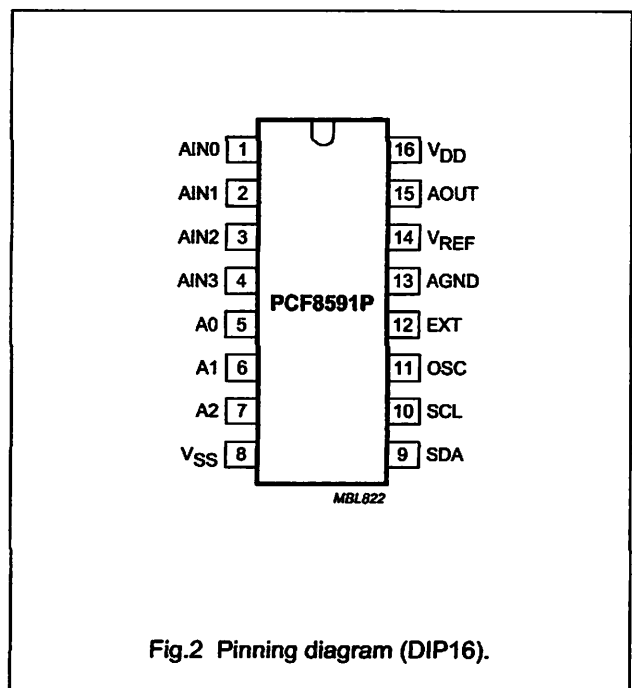 AIN0 1 16 VDD
AIN1 2 15 AOUT
AIN2 3 14 VREF
AIN3 4 13 AGND
PCF8591P
A0 5 12 EXT
A1 6 11 OSC
A2 7 10 SCL
VSS 8 9 SDA
MBL822
Fig.2 Pinning diagram (DIP16).